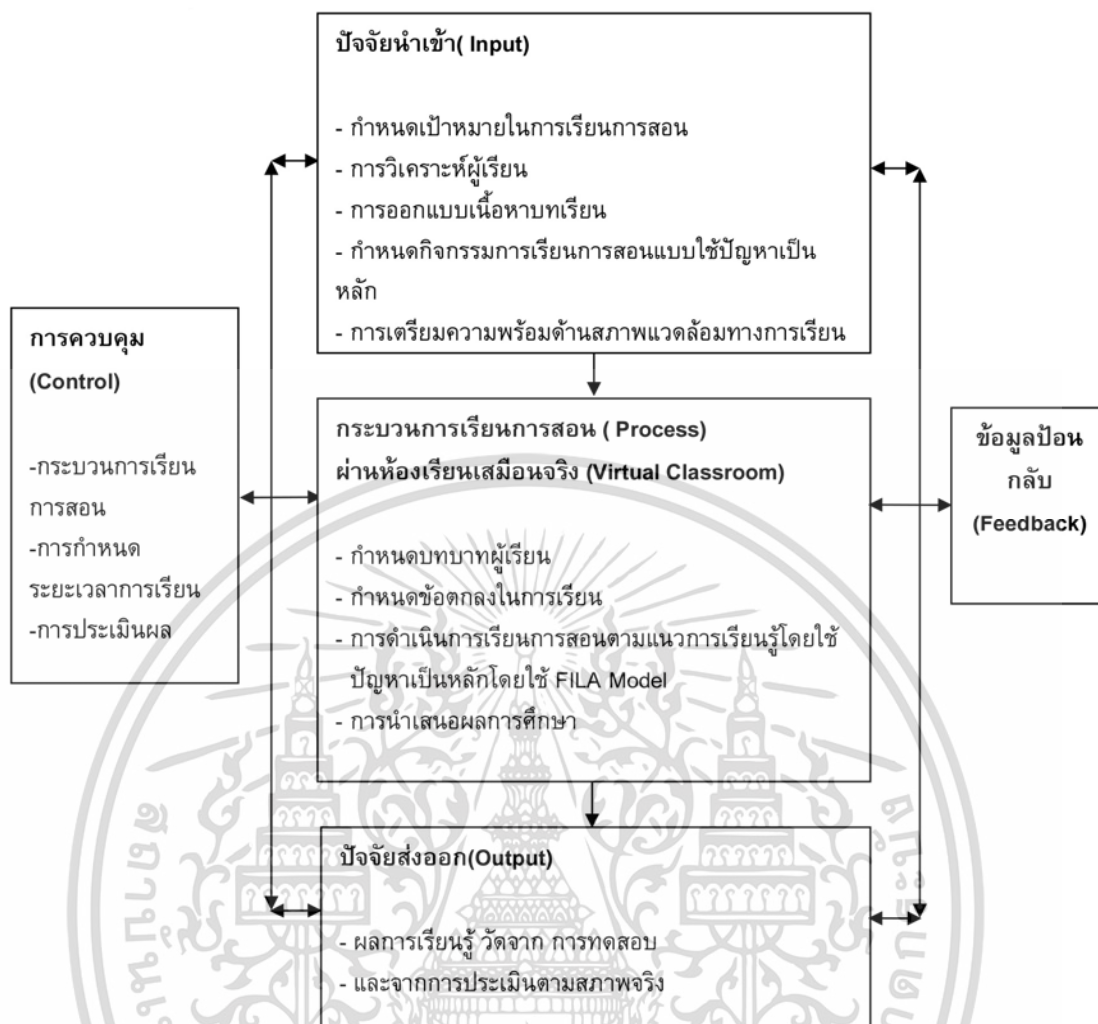 ปัจจัยนำเข้า( Input)
- กำหนดเป้าหมายในการเรียนการสอน
- การวิเคราะห์ผู้เรียน
- การออกแบบเนื้อหาบทเรียน
- กำหนดกิจกรรมการเรียนการสอนแบบใช้ปัญหาเป็น
หลัก
- การเตรียมความพร้อมด้านสภาพแวดล้อมทางการเรียน
การควบคุม
(Control)
-กระบวนการเรียน
การสอน
-การกำหนด
ระยะเวลาการเรียน
-การประเมินผล
กระบวนการเรียนการสอน ( Process)
ผ่านห้องเรียนเสมือนจริง (Virtual Classroom)
- กำหนดบทบาทผู้เรียน
- กำหนดข้อตกลงในการเรียน
- การดำเนินการเรียนการสอนตามแนวการเรียนรู้โดยใช้
ปัญหาเป็นหลักโดยใช้ FILA Model
- การนำเสนอผลการศึกษา
ข้อมูลป้อน
กลับ
(Feedback)
ปัจจัยส่งออก(Output)
- ผลการเรียนรู้ วัดจาก การทดสอบ
- และจากการประเมินตามสภาพจริง